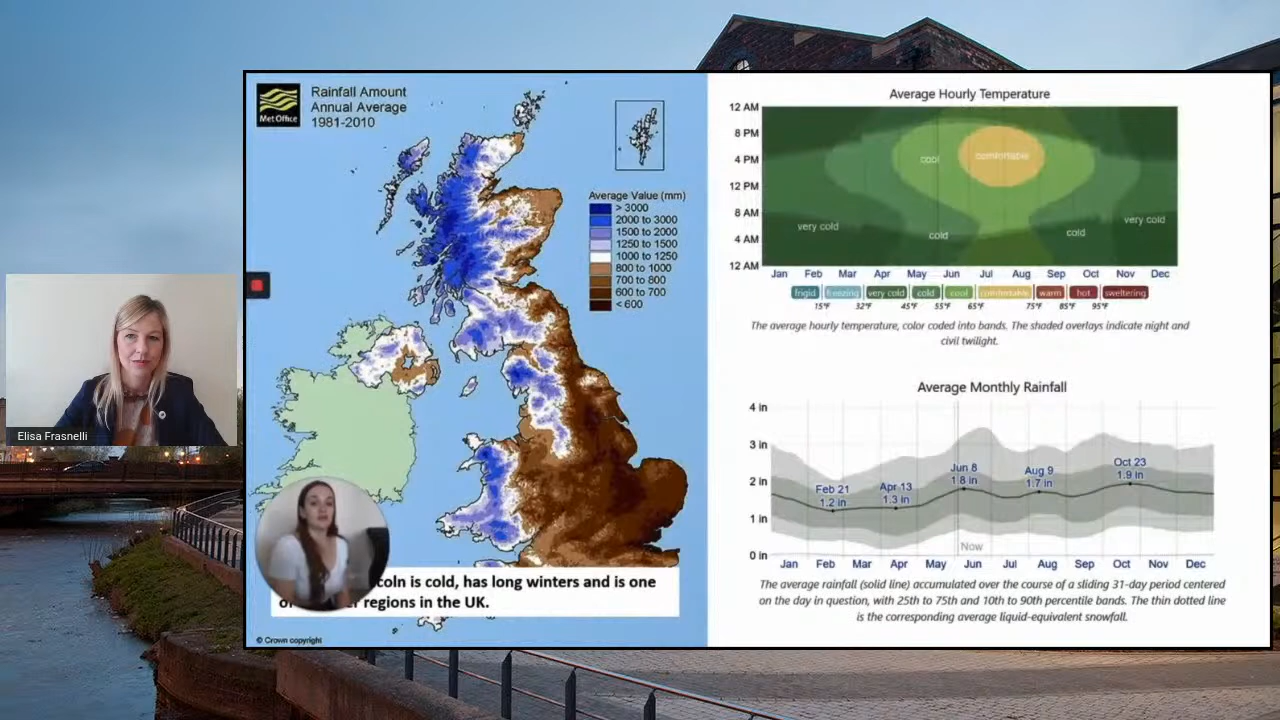 Met Office
Rainfall Amount
Annual Average
1981-2010
Average Value (mm)
> 3000
2000 to 3000
1500 to 2000
1250 to 1500
1000 to 1250
800 to 1000
700 to 800
600 to 700
< 600
coln is cold, has long winters and is one
regions in the UK.
© Crown copyright
Elisa Frasnelli
Average Hourly Temperature
12 AM
8 PM
4 PM
12 PM
8 AM
4 AM
12 AM
cool
comfortable
very cold
cold
cold
very cold
Jan Feb Mar Apr May Jun Jul Aug Sep Oct Nov Dec
frigid freezing very cold cold cool comfortable warm hot sweltering
15°F 32°F 45°F 55°F 65°F 75°F 85°F 95°F
The average hourly temperature, color coded into bands. The shaded overlays indicate night and
civil twilight.
Average Monthly Rainfall
4 in
3 in
2 in
1 in
0 in
Feb 21
1.2 in
Apr 13
1.3 in
Jun 8
1.8 in
Aug 9
1.7 in
Oct 23
1.9 in
Now
Jan Feb Mar Apr May Jun Jul Aug Sep Oct Nov Dec
The average rainfall (solid line) accumulated over the course of a sliding 31-day period centered
on the day in question, with 25th to 75th and 10th to 90th percentile bands. The thin dotted line
is the corresponding average liquid-equivalent snowfall.